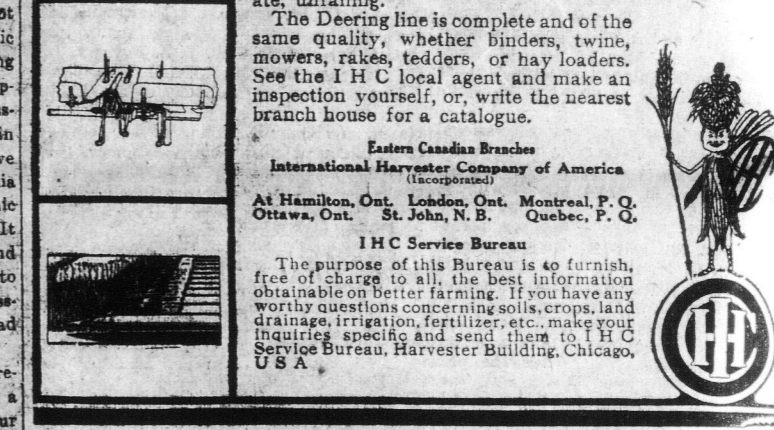 ate, unfailing.
The Deering line is complete and of the
same quality, whether binders, twine,
mowers, rakes, tedders, or hay loaders.
See the I H C local agent and make an
inspection yourself, or, write the nearest
branch house for a catalogue.
Eastern Canadian Branches
International Harvester Company of America
(Incorporated)
At Hamilton, Ont. London, Ont. Montreal, P. Q.
Ottawa, Ont. St. John, N. B. Quebec, P. Q.
I H C Service Bureau
The purpose of this Bureau is to furnish,
free of charge to all, the best information
obtainable on better farming. If you have any
worthy questions concerning soils, crops, land
drainage, irrigation, fertilizer, etc., make your
inquiries specific and send them to I H C
Service Bureau, Harvester Building, Chicago,
U S A
IHC